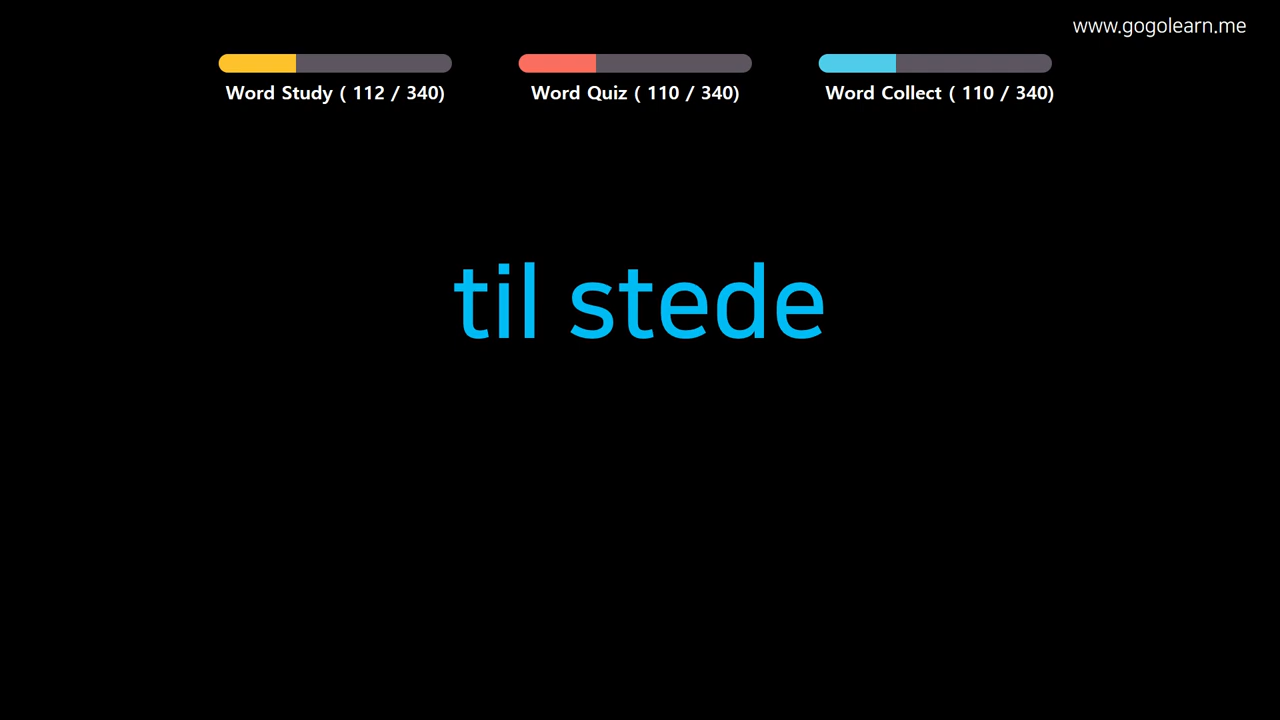 www.gogolearn.me
Word Study ( 112 / 340)
Word Quiz ( 110 / 340)
Word Collect ( 110 / 340)
til stede